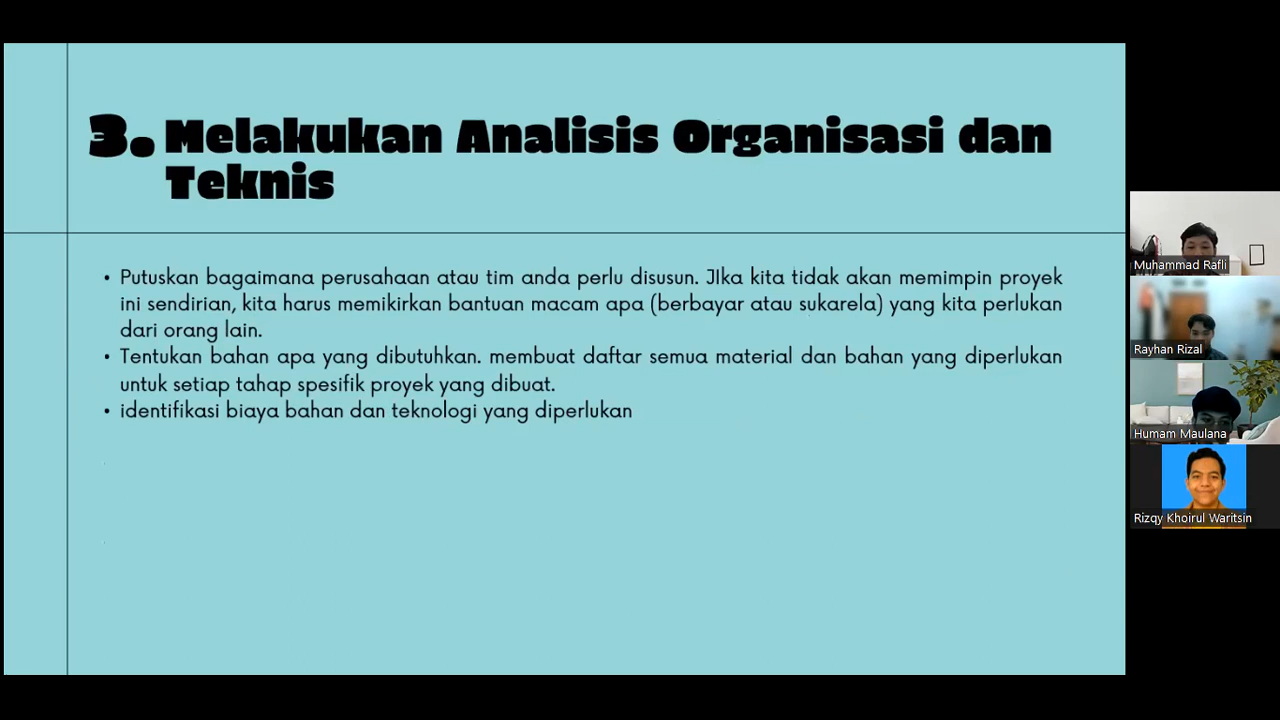 3. Melakukan Analisis Organisasi dan
Teknis
• Putuskan bagaimana perusahaan atau tim anda perlu disusun. JIka kita tidak akan memimpin proyek
ini sendirian, kita harus memikirkan bantuan macam apa (berbayar atau sukarela) yang kita perlukan
dari orang lain.
• Tentukan bahan apa yang dibutuhkan. membuat daftar semua material dan bahan yang diperlukan
untuk setiap tahap spesifik proyek yang dibuat.
• identifikasi biaya bahan dan teknologi yang diperlukan
Muhammad Rafli
Rayhan Rizal
Humam Maulana
Rizqy Khoirul Waritsin